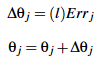 Δθⱼ = (l)Errⱼ
θⱼ = θⱼ + Δθⱼ